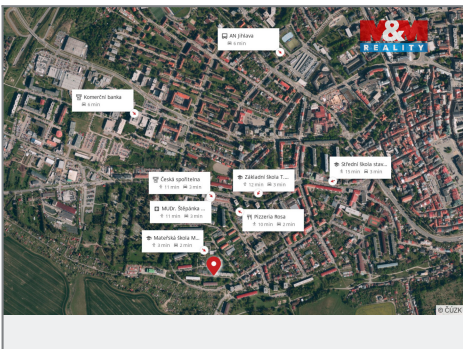 AN Jihlava
6 min
M&M
REALITY
Komerční banka
6 min
Střední škola stav...
15 min 3 min
Česká spořitelna
11 min 3 min
Základní škola T....
12 min 3 min
MUDr. Štěpánka ...
11 min 3 min
Pizzeria Rosa
10 min 2 min
Mateřská škola M...
3 min 2 min
© ČÚZK